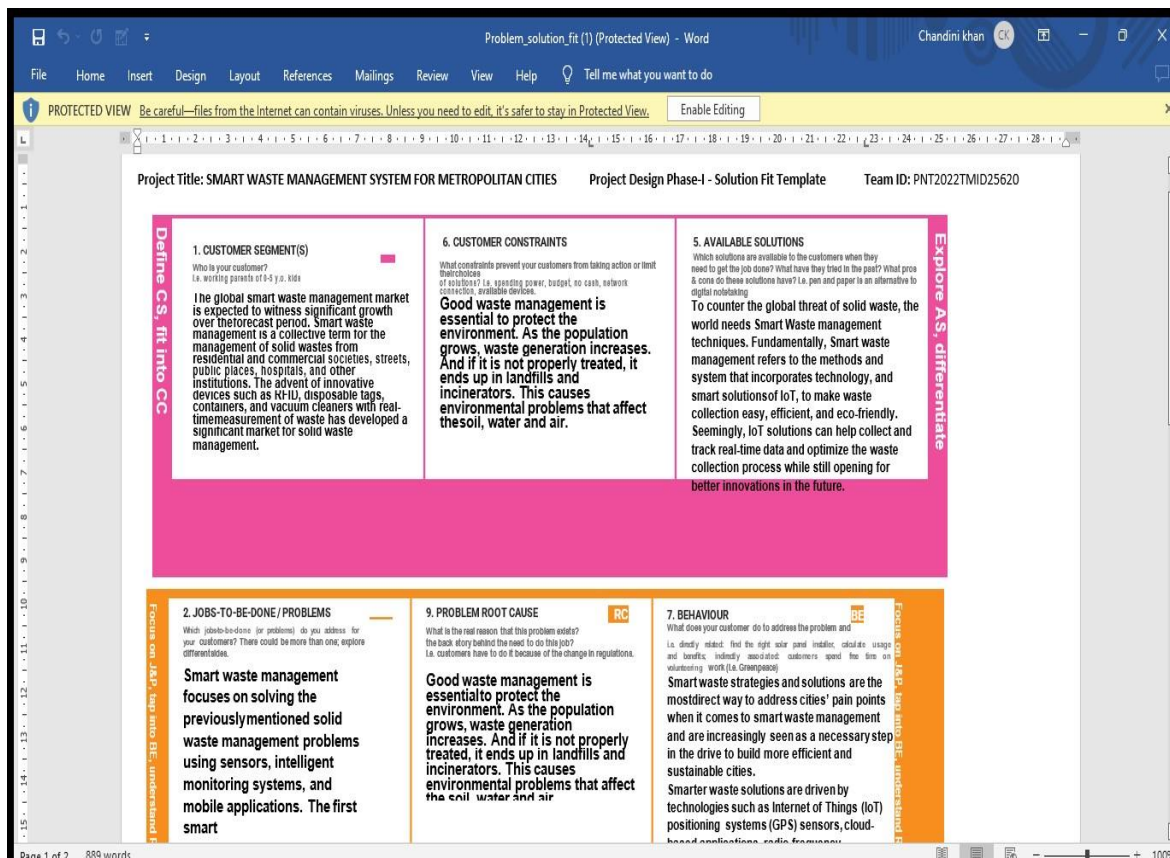 Problem_solution_fit (1) (Protected View) - Word
Chandini khan
CK
File Home Insert Design Layout References Mailings Review View Help Tell me what you want to do
PROTECTED VIEW Be careful—files from the Internet can contain viruses. Unless you need to edit, it's safer to stay in Protected View. Enable Editing
Project Title: SMART WASTE MANAGEMENT SYSTEM FOR METROPOLITAN CITIES Project Design Phase-I - Solution Fit Template Team ID: PNT2022TMID25620
Define CS, fit into CC
1. CUSTOMER SEGMENT(S)
Who is your customer?
i.e. working parents of 0-5 y.o. kids
The global smart waste management market
is expected to witness significant growth
over theforecast period. Smart waste
management is a collective term for the
management of solid wastes from
residential and commercial societies, streets,
public places, hospitals, and other
institutions. The advent of innovative
devices such as RFID, disposable tags,
containers, and vacuum cleaners with real-
timemeasurement of waste has developed a
significant market for solid waste
management.
6. CUSTOMER CONSTRAINTS
What constraints prevent your customers from taking action or limit
theirchoices
of solutions? i.e. spending power, budget, no cash, network
connection, available devices.
Good waste management is
essential to protect the
environment. As the population
grows, waste generation increases.
And if it is not properly treated, it
ends up in landfills and
incinerators. This causes
environmental problems that affect
thesoil, water and air.
5. AVAILABLE SOLUTIONS
Which solutions are available to the customers when they
need to get the job done? What have they tried in the past? What pros
& cons do these solutions have? i.e. pen and paper is an alternative to
digital notetaking
To counter the global threat of solid waste, the
world needs Smart Waste management
techniques. Fundamentally, Smart waste
management refers to the methods and
system that incorporates technology, and
smart solutionsof IoT, to make waste
collection easy, efficient, and eco-friendly.
Seemingly, IoT solutions can help collect and
track real-time data and optimize the waste
collection process while still opening for
better innovations in the future.
Explore AS, differentiate
Focus on J&P, tap into BE, understand
2. JOBS-TO-BE-DONE / PROBLEMS
Which jobs-to-be-done (or problems) do you address for
your customers? There could be more than one; explore
differentsides.
Smart waste management
focuses on solving the
previouslymentioned solid
waste management problems
using sensors, intelligent
monitoring systems, and
mobile applications. The first
smart
9. PROBLEM ROOT CAUSE
RC
What is the real reason that this problem exists?
the back story behind the need to do this job?
i.e. customers have to do it because of the change in regulations.
Good waste management is
essentialto protect the
environment. As the population
grows, waste generation
increases. And if it is not properly
treated, it ends up in landfills and
incinerators. This causes
environmental problems that affect
the soil, water and air
7. BEHAVIOUR
BE
What does your customer do to address the problem and
i.e. directly related: find the right solar panel installer, calculate usage
and benefits; indirectly associated: customers spend free time on
volunteering work (i.e. Greenpeace)
Smart waste strategies and solutions are the
mostdirect way to address cities' pain points
when it comes to smart waste management
and are increasingly seen as a necessary step
in the drive to build more efficient and
sustainable cities.
Smarter waste solutions are driven by
technologies such as Internet of Things (IoT)
positioning systems (GPS) sensors, cloud-
based applications, radio frequency
Focus on J&P, tap into BE, understand
Page 1 of 2 889 words
100%